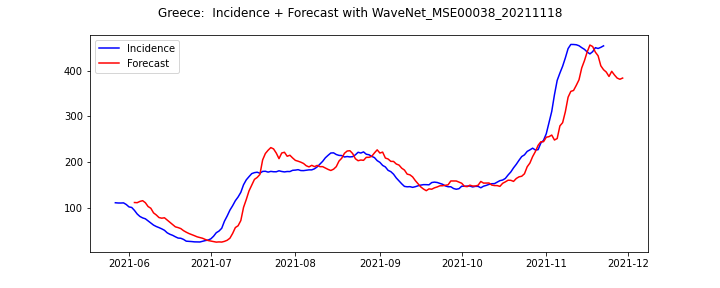 Greece:  Incidence + Forecast with WaveNet_MSE00038_20211118
Incidence
Forecast
400
300
200
100
2021-06 2021-07 2021-08 2021-09 2021-10 2021-11 2021-12